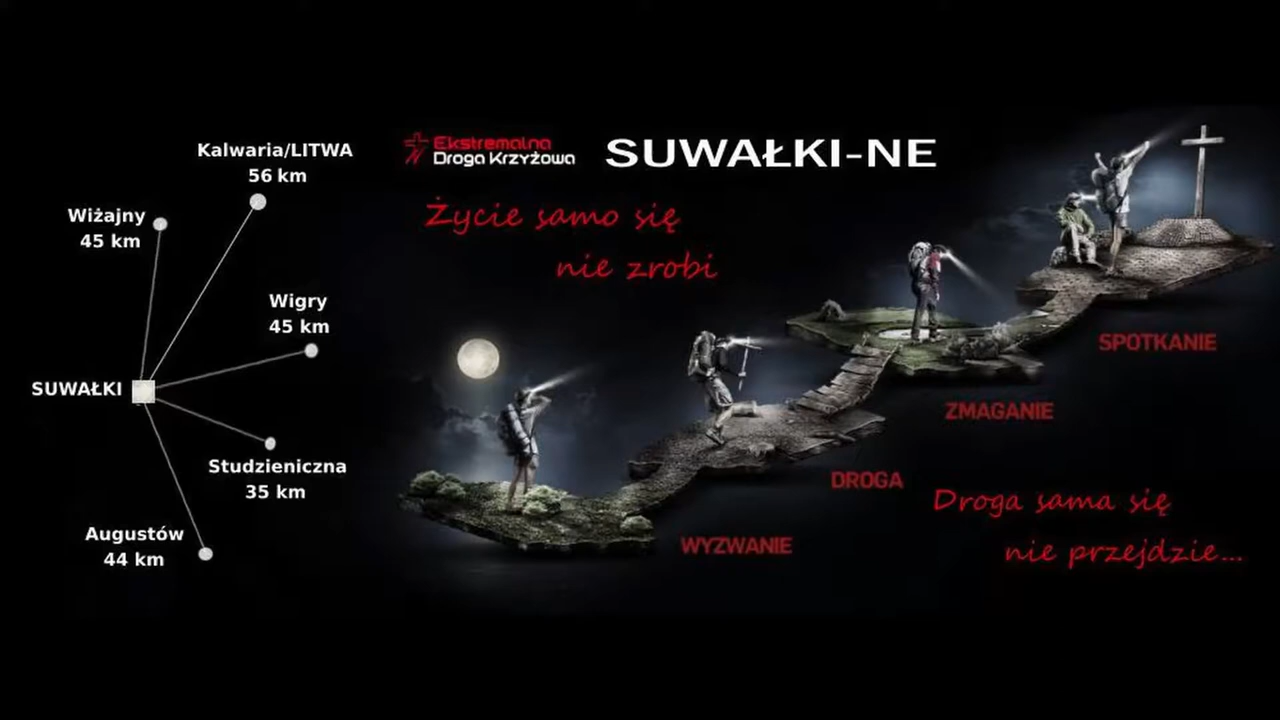 Kalwaria/LITWA
56 km
Wiżajny
45 km
Wigry
45 km
SUWAŁKI
Studzieniczna
35 km
Augustów
44 km
Ekstremalna
Droga Krzyżowa
SUWAŁKI-NE
Życie samo się
nie zrobi
SPOTKANIE
ZMAGANIE
DROGA
WYZWANIE
Droga sama się
nie przejdzie...